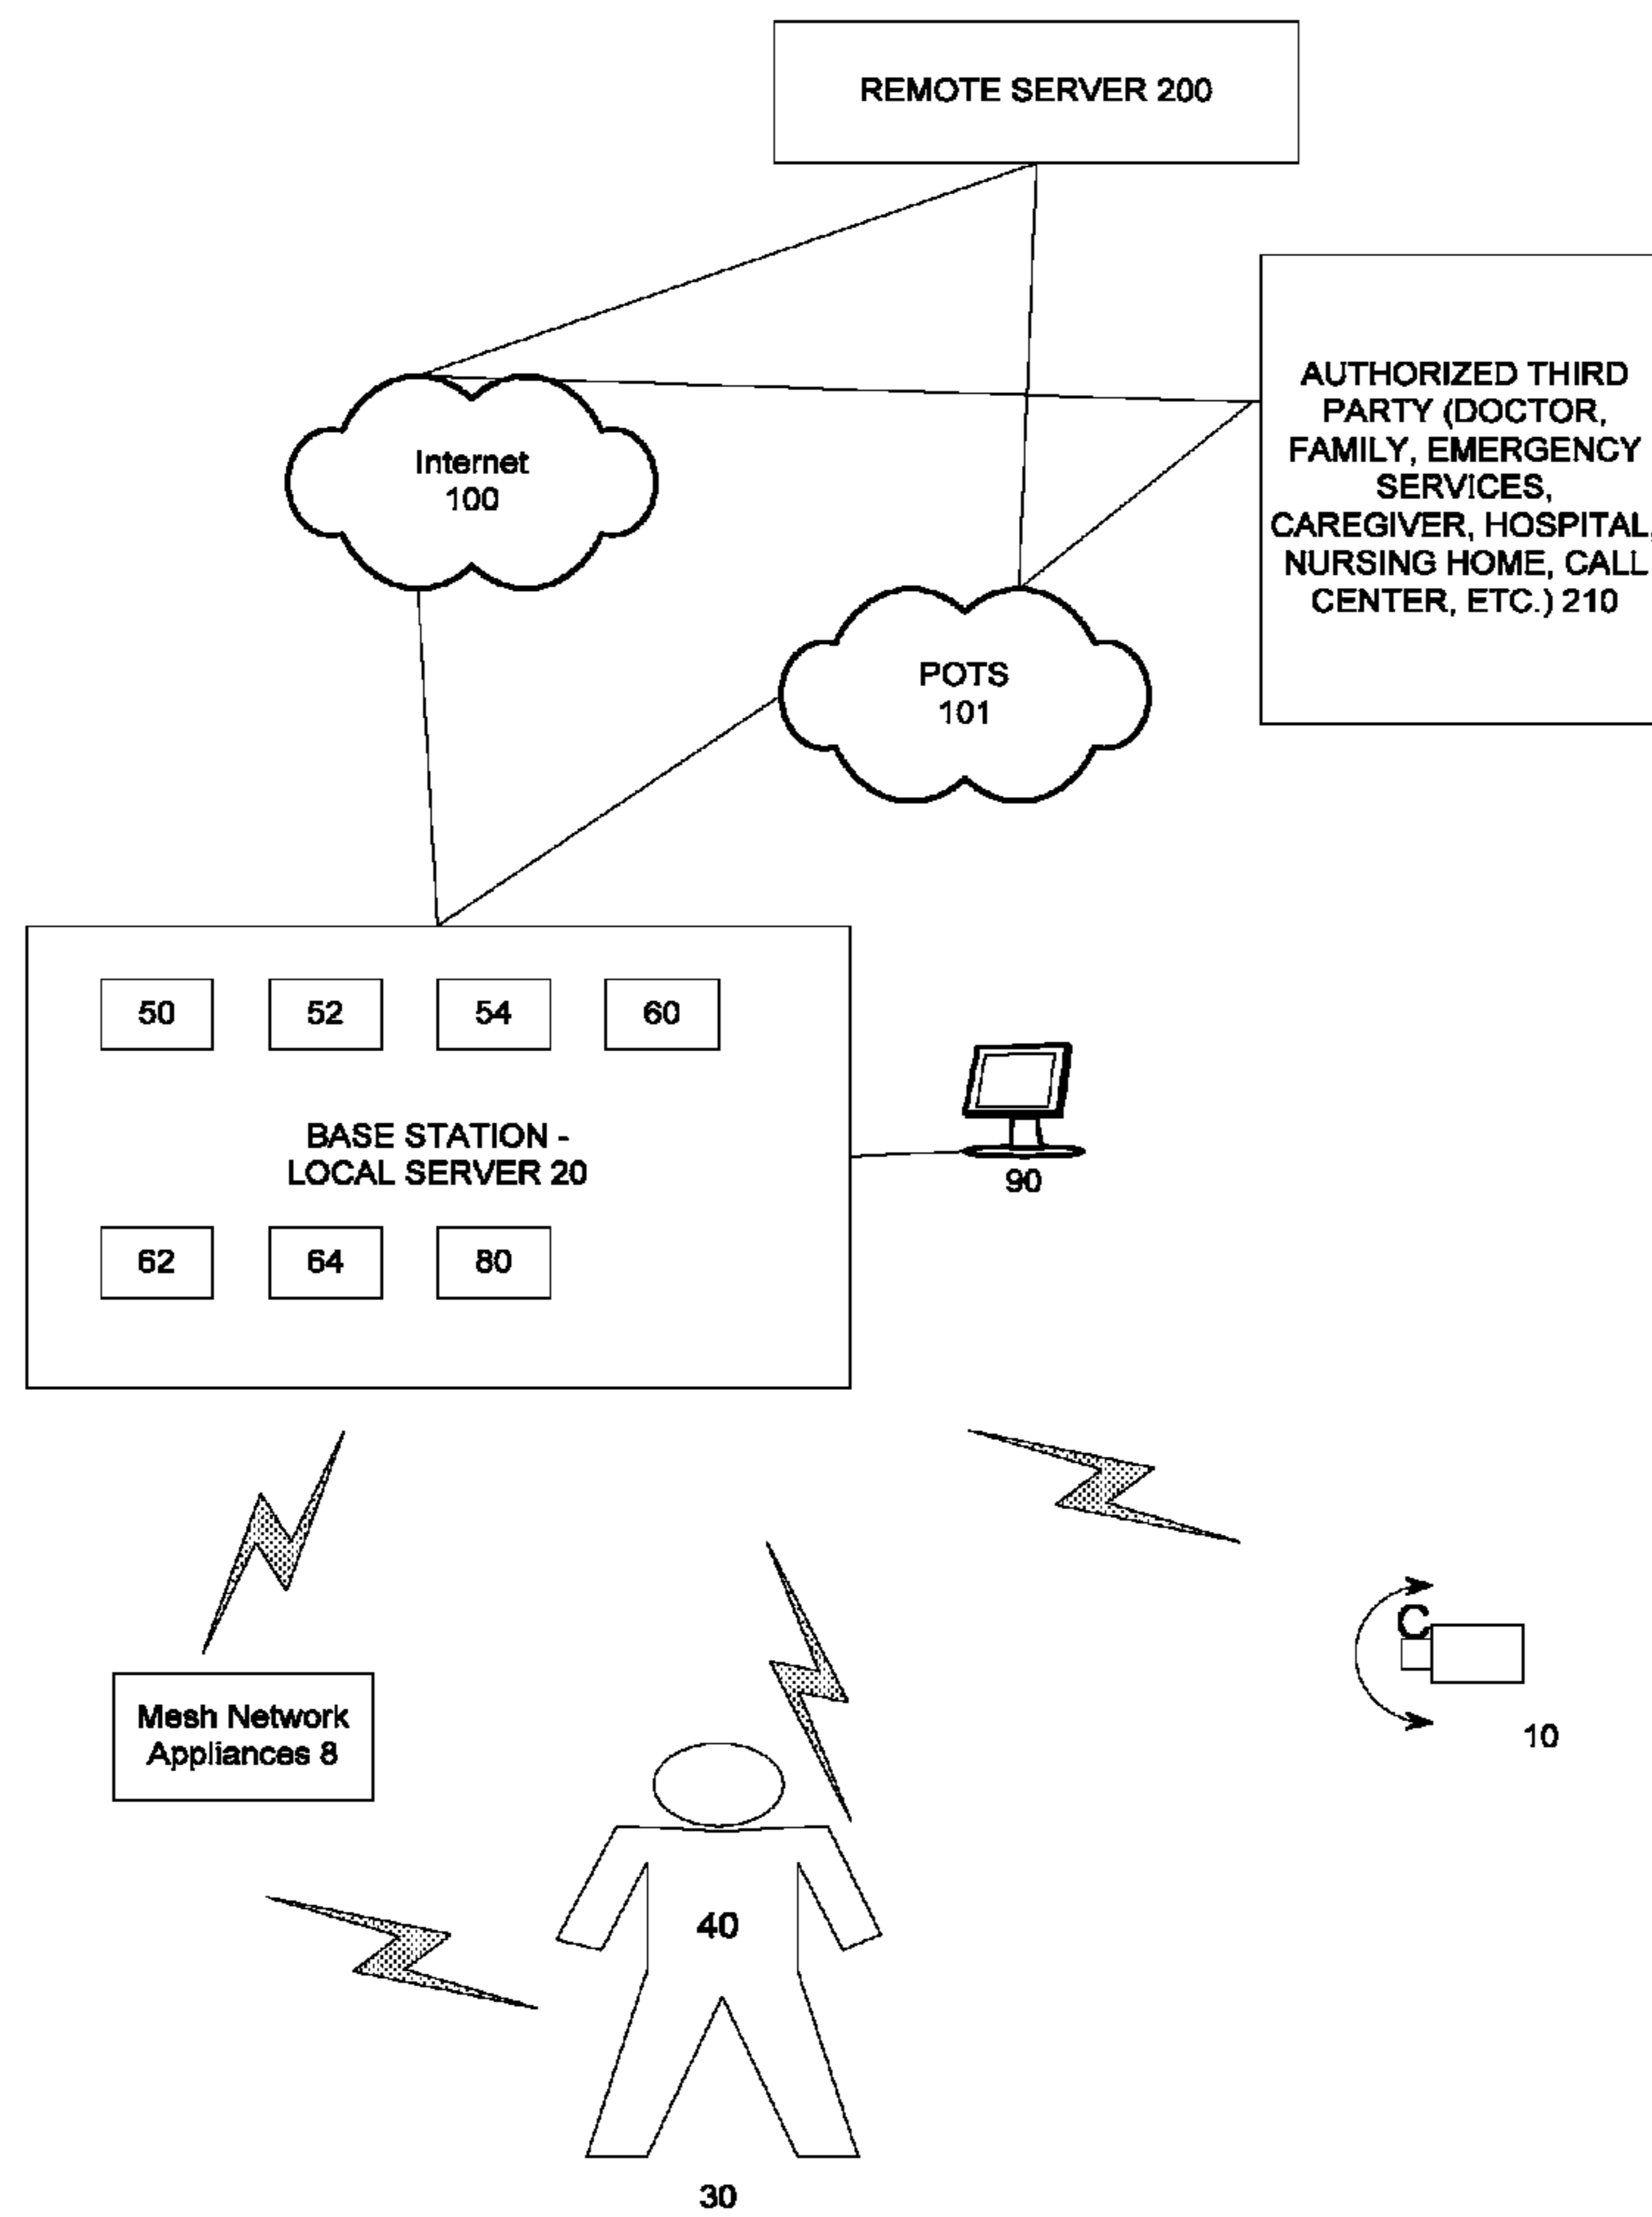 REMOTE SERVER 200
AUTHORIZED THIRD
PARTY (DOCTOR,
FAMILY, EMERGENCY
SERVICES,
CAREGIVER, HOSPITAL,
NURSING HOME, CALL
CENTER, ETC.) 210
Internet
100
POTS
101
50
52
54
60
BASE STATION -
LOCAL SERVER 20
90
62
64
80
C
10
Mesh Network
Appliances 8
40
30